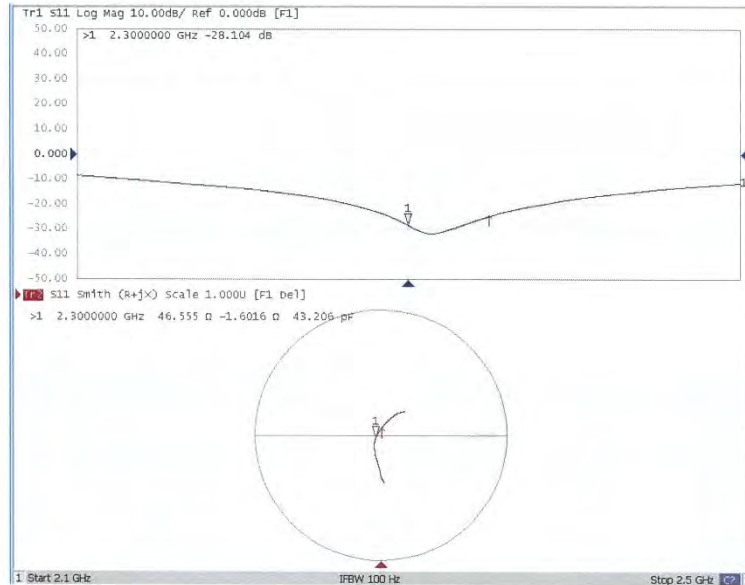 Tr1 S11 Log Mag 10.00dB/ Ref 0.000dB [F1]
50.00
>1 2.3000000 GHz -28.104 dB
40.00
30.00
20.00
10.00
0.000
-10.00
1
-20.00
1
-30.00
-40.00
-50.00
Tr2 S11 Smith (R+jX) Scale 1.000U [F1 Del]
>1 2.3000000 GHz 46.555 Ω -1.6016 Ω 43.206 pF
1
1 Start 2.1 GHz IFBW 100 Hz Stop 2.5 GHz C?